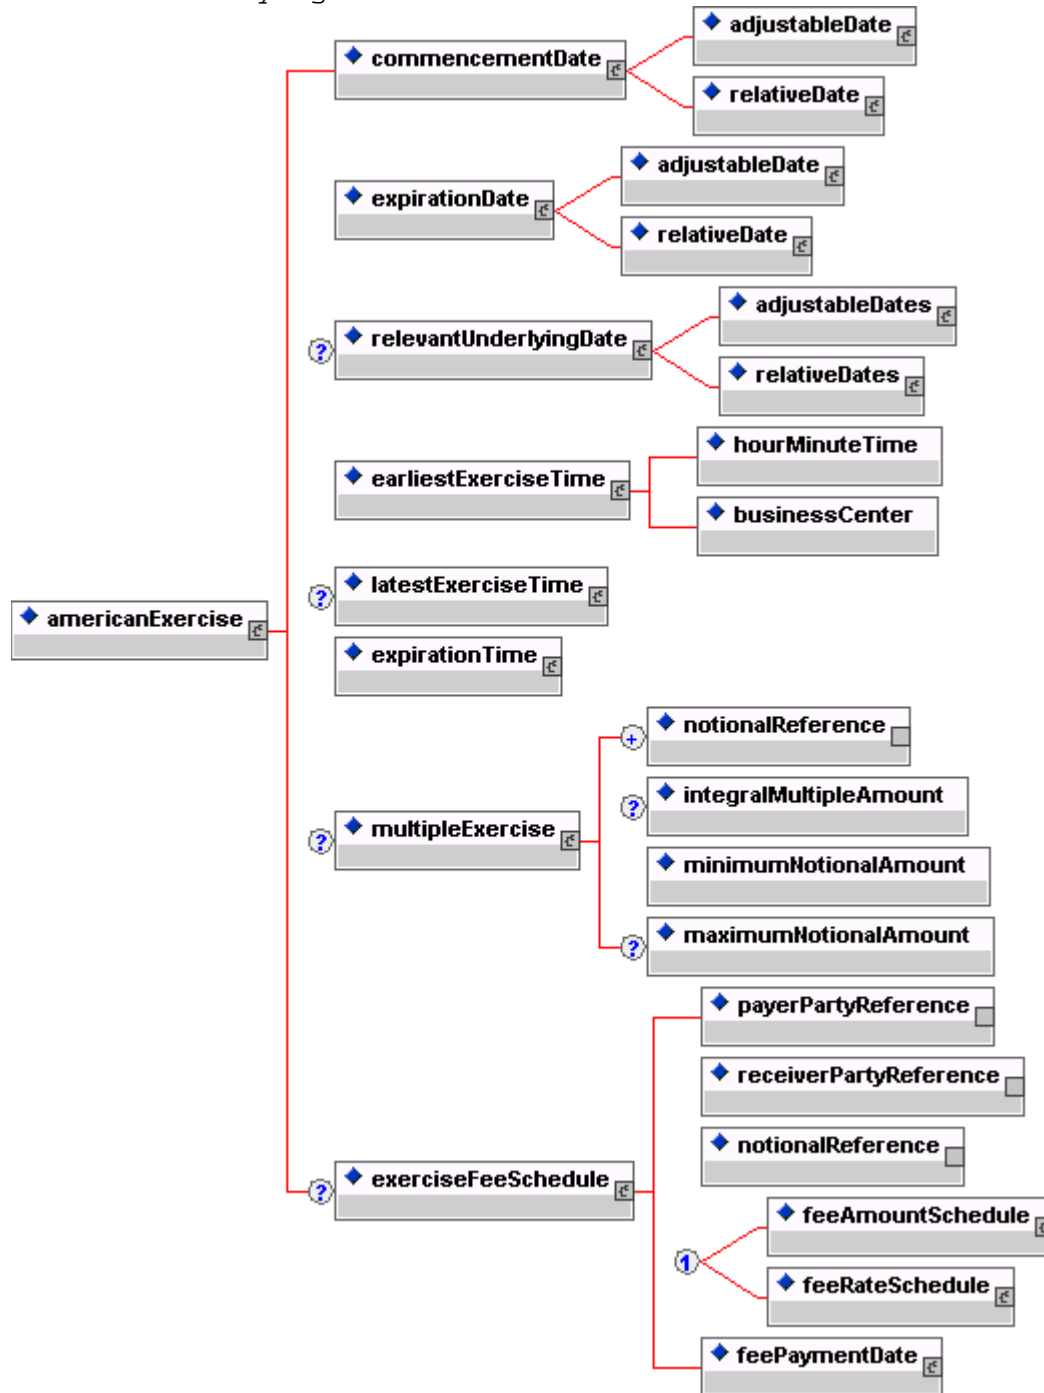 adjustableDate
commencementDate
relativeDate
adjustableDate
expirationDate
relativeDate
adjustableDates
? relevantUnderlyingDate
relativeDates
hourMinuteTime
earliestExerciseTime
businessCenter
? latestExerciseTime
americanExercise
expirationTime
+ notionalReference
? integralMultipleAmount
? multipleExercise
minimumNotionalAmount
? maximumNotionalAmount
payerPartyReference
receiverPartyReference
notionalReference
? exerciseFeeSchedule
feeAmountSchedule
1
feeRateSchedule
feePaymentDate